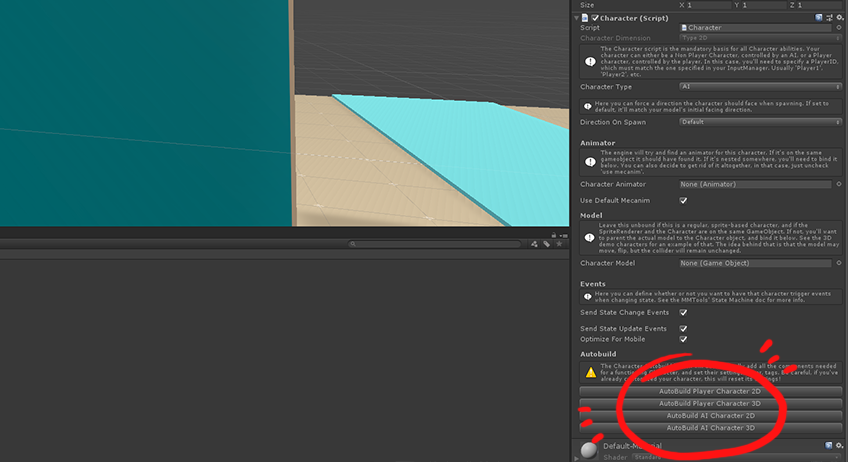 Size X 1 Y 1 Z 1
Character (Script)
Script Character
Character Dimension Type 2D
The Character script is the mandatory basis for all Character abilities. Your
character can either be a Non Player Character, controlled by an AI, or a Player
character, controlled by the player. In this case, you'll need to specify a PlayerID,
which must match the one specified in your InputManager. Usually 'Player1',
'Player2', etc.
Character Type AI
Here you can force a direction the character should face when spawning. If set to
default, it'll match your model's initial facing direction.
Direction On Spawn Default
Animator
The engine will try and find an animator for this character. If it's on the same
gameobject it should have found it. If it's nested somewhere, you'll need to bind it
below. You can also decide to get rid of it altogether, in that case, just uncheck
'use mecanim'.
Character Animator None (Animator)
Use Default Mecanim
Model
Leave this unbound if this is a regular, sprite-based character, and if the
SpriteRenderer and the Character are on the same GameObject. If not, you'll want
to parent the actual model to the Character object, and bind it below. See the 3D
demo characters for an example of that. The idea behind that is that the model may
move, flip, but the collider will remain unchanged.
Character Model None (Game Object)
Events
Here you can define whether or not you want to have that character trigger events
when changing state. See the MMTools' State Machine doc for more info.
Send State Change Events
Send State Update Events
Optimize For Mobile
Autobuild
The Character all the components needed
for a functioning character, and set their settings, tags. Be careful, if you've
already customized your character, this will reset its settings!
AutoBuild Player Character 2D
AutoBuild Player Character 3D
AutoBuild AI Character 2D
AutoBuild AI Character 3D
Default-Material
Shader Standard